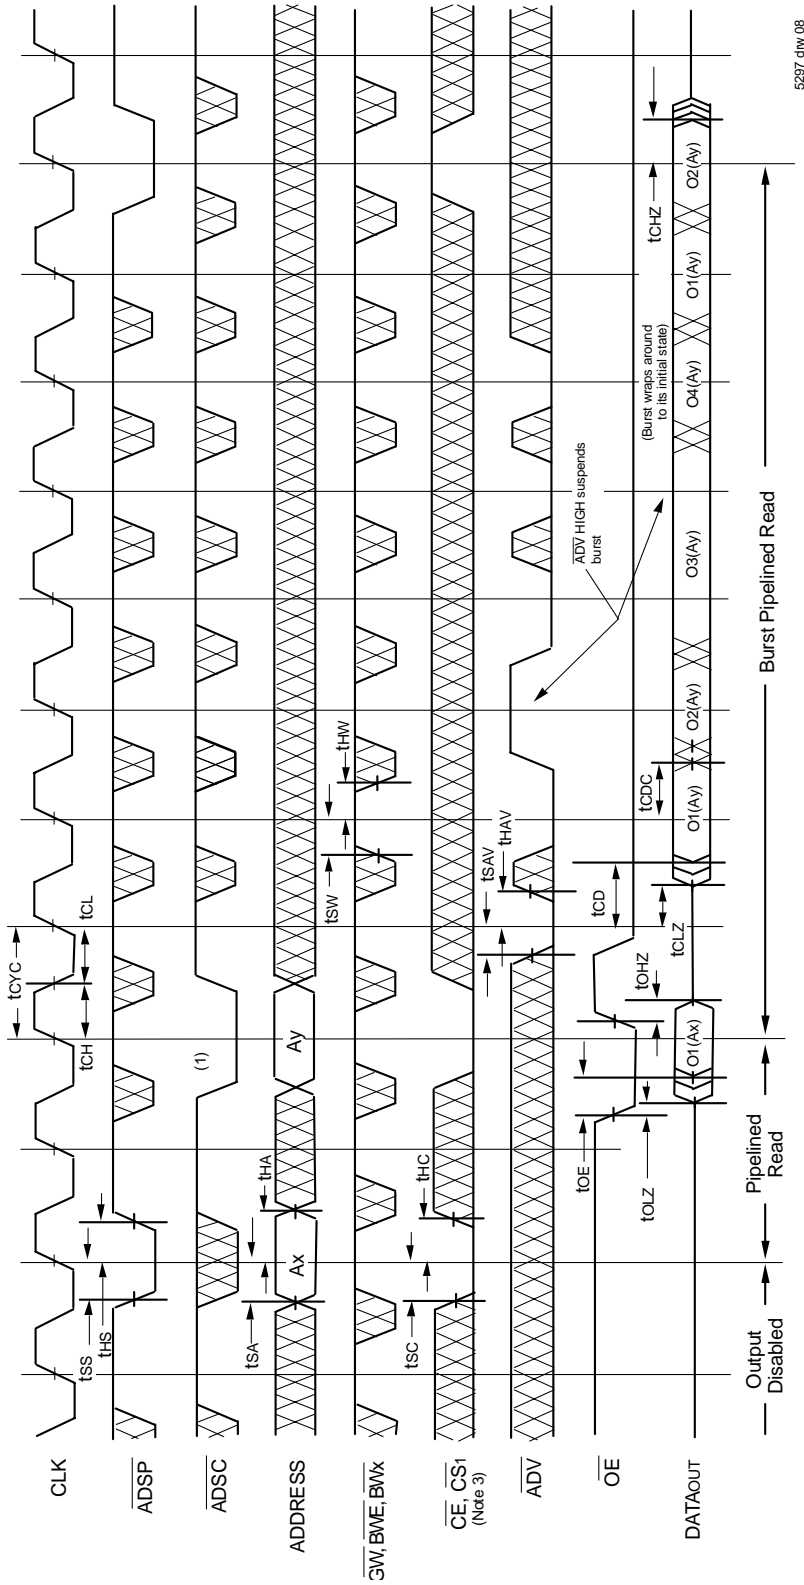 CLK
tCYC
tCH
tCL
tSS
tHS
ADSP
ADSC
(1)
tSA
tHA
ADDRESS
Ax
Ay
tSW
tHW
GW, BWE, BWx
tSC
tHC
CE, CS1
(Note 3)
tSAV
tHAV
ADV
ADV HIGH suspends
burst
OE
tOE
tOHZ
tCD
tOLZ
tCLZ
tCDC
tCHZ
(Burst wraps around
to its initial state)
DATAOUT
O1(Ax)
O1(Ay)
O2(Ay)
O3(Ay)
O4(Ay)
O1(Ay)
O2(Ay)
Output
Disabled
Pipelined
Read
Burst Pipelined Read
5297 drw 08